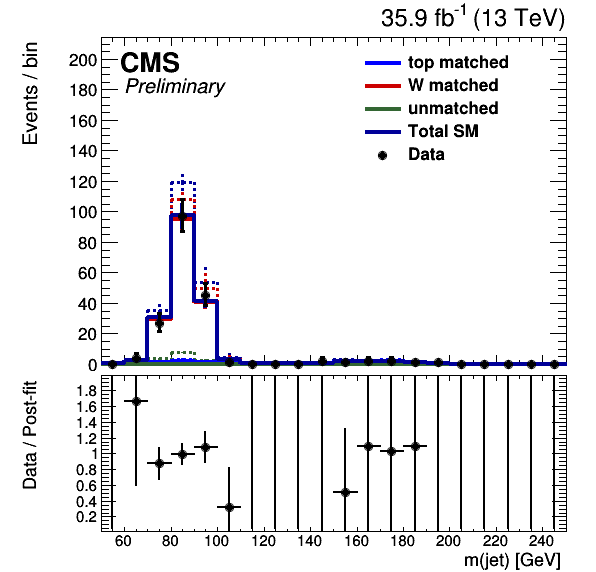 35.9 fb⁻¹ (13 TeV)
Events / bin
CMS
Preliminary
top matched
W matched
unmatched
Total SM
Data
200
180
160
140
120
100
80
60
40
20
0
Data / Post-fit
1.8
1.6
1.4
1.2
1
0.8
0.6
0.4
0.2
60 80 100 120 140 160 180 200 220 240
m(jet) [GeV]